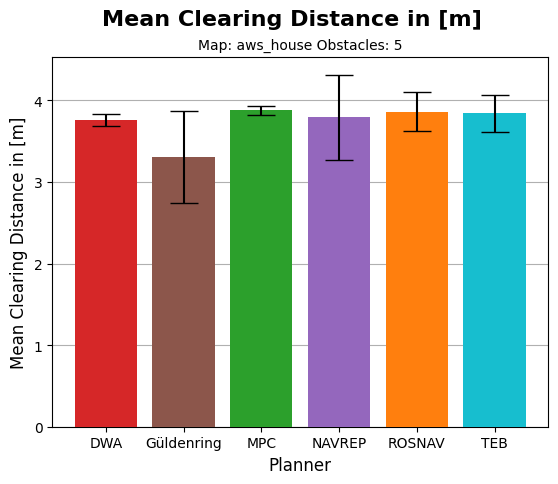 Mean Clearing Distance in [m]
Map: aws_house Obstacles: 5
Mean Clearing Distance in [m]
4
3
2
1
0
DWA Güldenring MPC NAVREP ROSNAV TEB
Planner